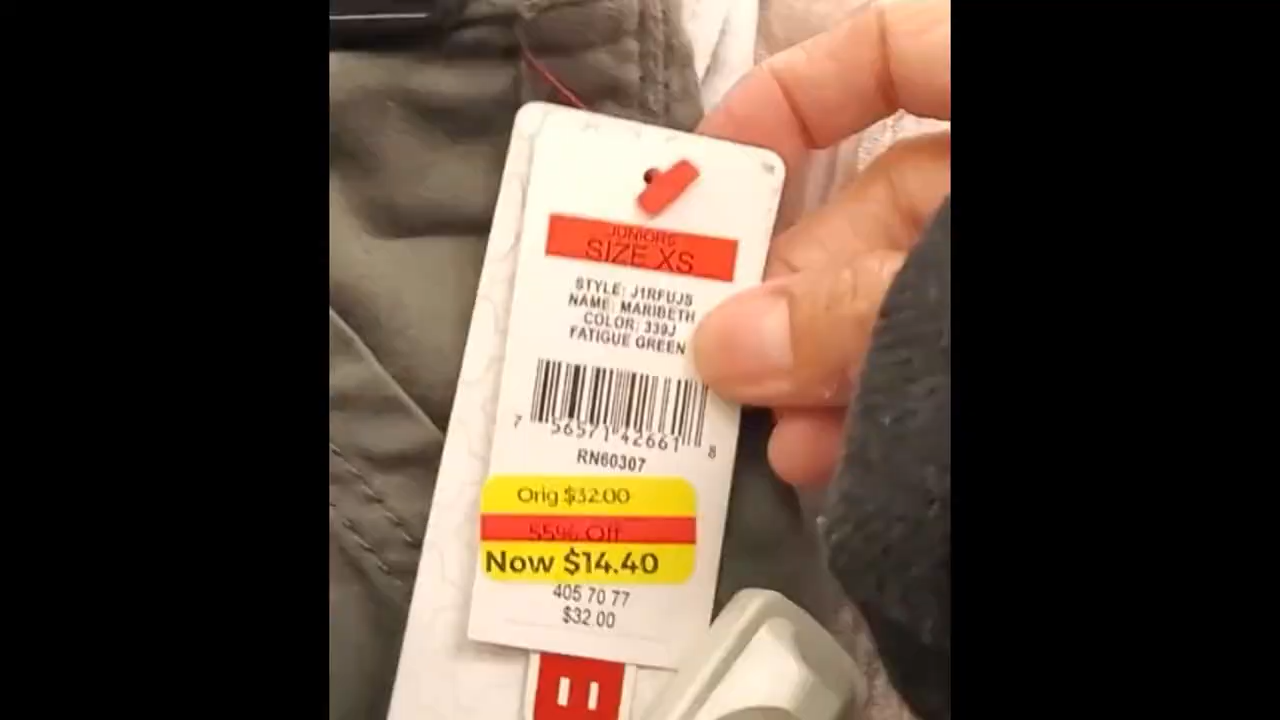 JUNIORS
SIZE XS
STYLE: J1RFUJS
NAME: MARIBETH
COLOR: 339J
FATIGUE GREEN
7 56571 42661 8
RN60307
Orig $32.00
55% Off
Now $14.40
405 70 77
$32.00